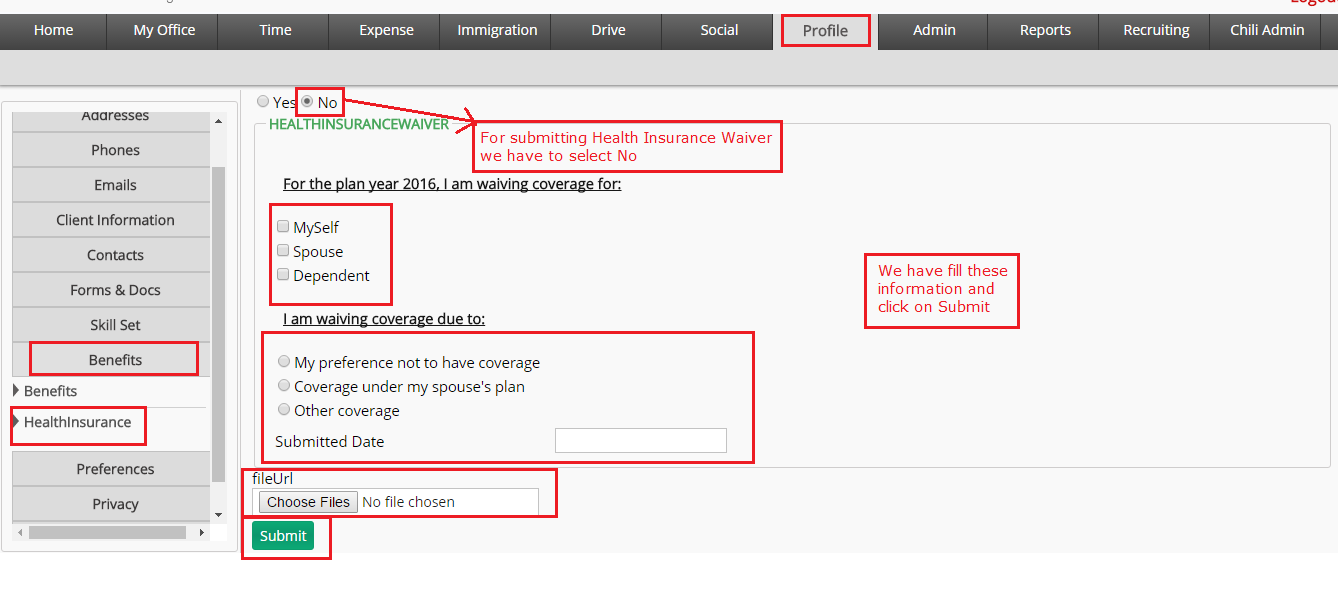 Logout
Home My Office Time Expense Immigration Drive Social Profile Admin Reports Recruiting Chili Admin
Addresses
Phones
Emails
Client Information
Contacts
Forms & Docs
Skill Set
Benefits
Benefits
HealthInsurance
Preferences
Privacy
Yes No
HEALTHINSURANCEWAIVER
For submitting Health Insurance Waiver
we have to select No
For the plan year 2016, I am waiving coverage for:
MySelf
Spouse
Dependent
We have fill these
information and
click on Submit
I am waiving coverage due to:
My preference not to have coverage
Coverage under my spouse's plan
Other coverage
Submitted Date
fileUrl
Choose Files No file chosen
Submit